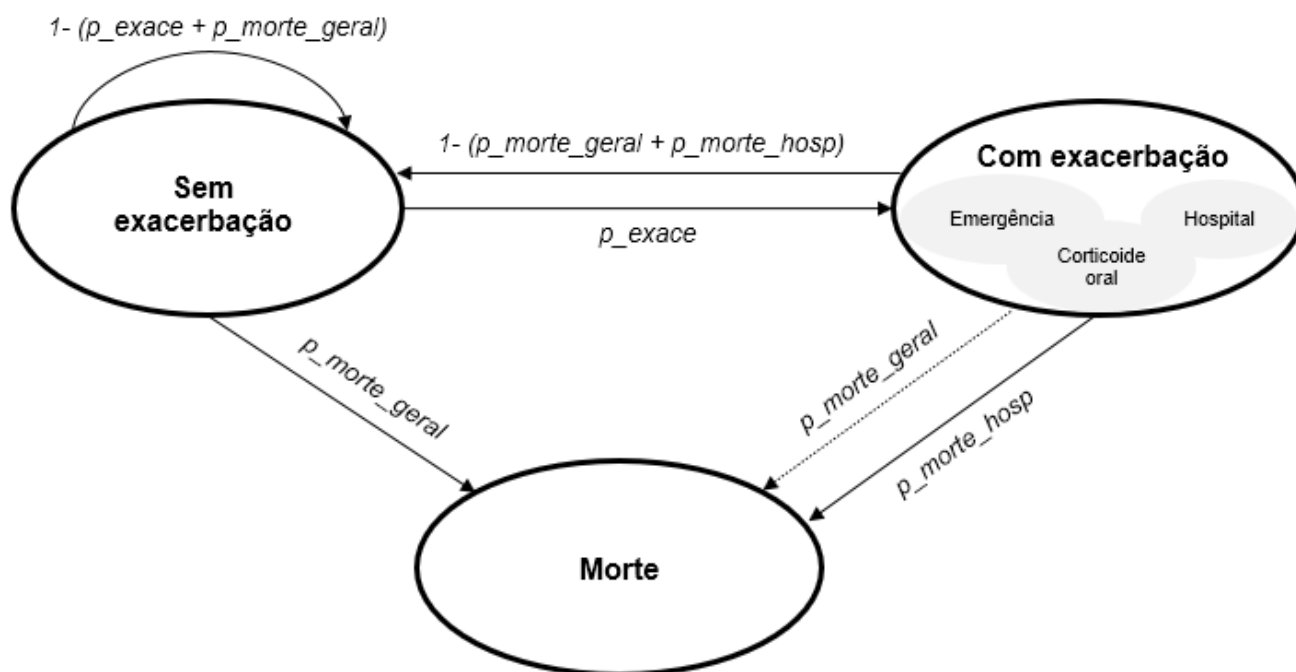 1- (p_exace + p_morte_geral)
1- (p_morte_geral + p_morte_hosp)
Com exacerbação
Sem
exacerbação
Emergência
Hospital
p_exace
Corticoide
oral
p_morte_geral
p_morte_geral
p_morte_hosp
Morte